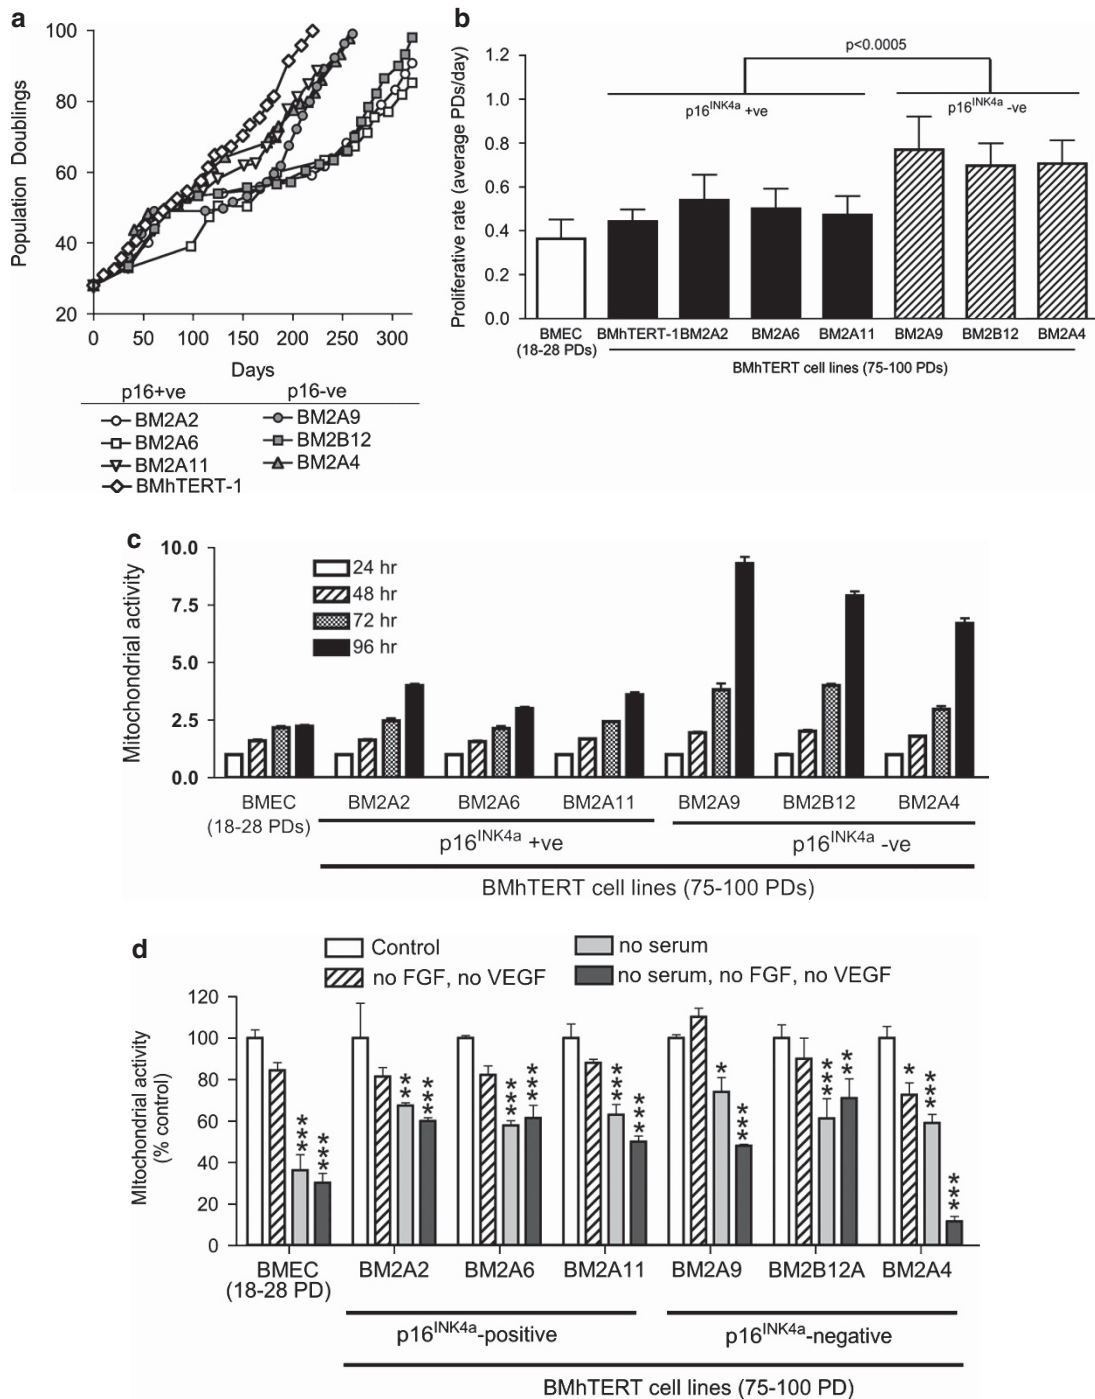 a
100
80
60
40
20
Population Doublings
0 50 100 150 200 250 300
Days
p16+ve p16-ve
BM2A2 BM2A9
BM2A6 BM2B12
BM2A11 BM2A4
BMhTERT-1
b
p<0.0005
1.2
1.0
0.8
0.6
0.4
0.2
0.0
Proliferative rate (average PDs/day)
p16INK4a +ve p16INK4a -ve
BMEC BMhTERT-1 BM2A2 BM2A6 BM2A11 BM2A9 BM2B12 BM2A4
(18-28 PDs)
BMhTERT cell lines (75-100 PDs)
c
10.0
7.5
5.0
2.5
0.0
Mitochondrial activity
24 hr
48 hr
72 hr
96 hr
BMEC BM2A2 BM2A6 BM2A11 BM2A9 BM2B12 BM2A4
(18-28 PDs)
p16INK4a +ve p16INK4a -ve
BMhTERT cell lines (75-100 PDs)
d
Control no serum
no FGF, no VEGF no serum, no FGF, no VEGF
120
100
80
60
40
20
0
MItochondrial activity
(% control)
*** *** ** *** *** *** *** *** * *** *** ** * *** ***
BMEC BM2A2 BM2A6 BM2A11 BM2A9 BM2B12A BM2A4
(18-28 PD)
p16INK4a-positive p16INK4a-negative
BMhTERT cell lines (75-100 PD)